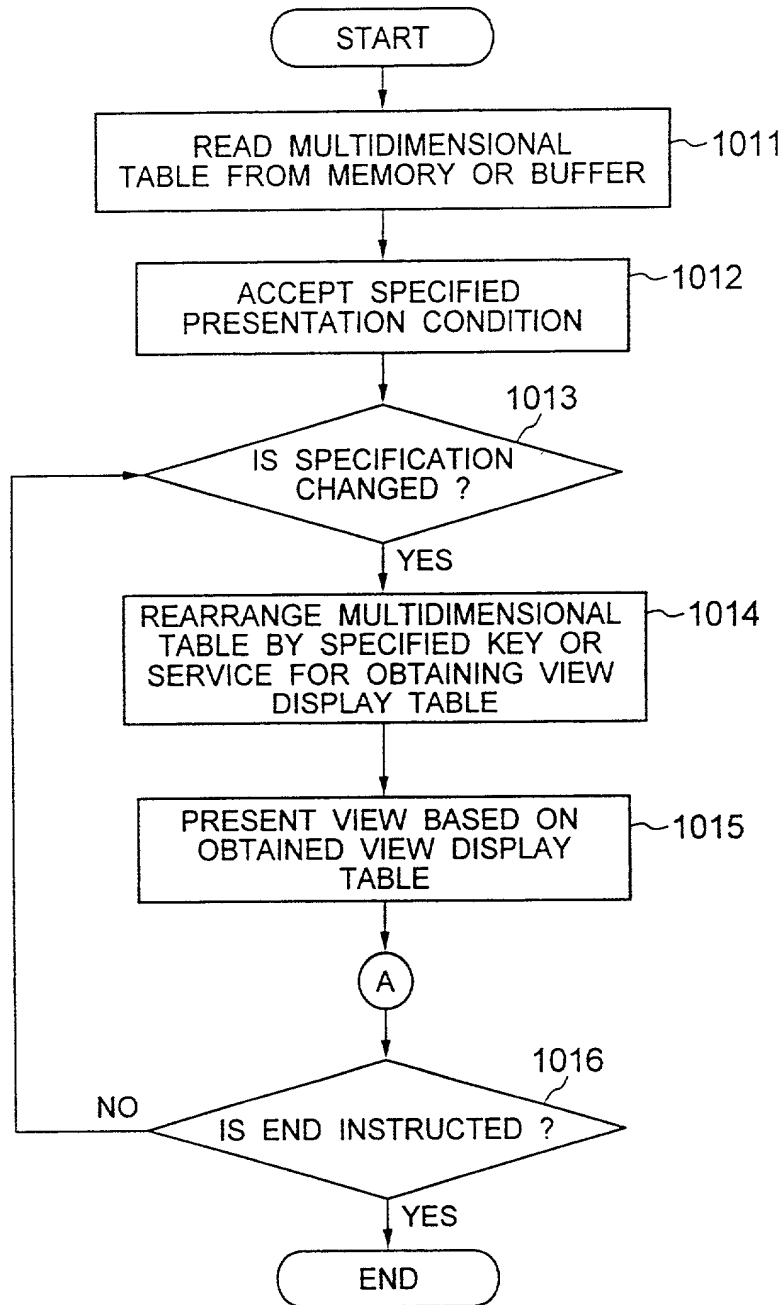 START
READ MULTIDIMENSIONAL
TABLE FROM MEMORY OR BUFFER
1011
ACCEPT SPECIFIED
PRESENTATION CONDITION
1012
1013
IS SPECIFICATION
CHANGED ?
YES
REARRANGE MULTIDIMENSIONAL
TABLE BY SPECIFIED KEY OR
SERVICE FOR OBTAINING VIEW
DISPLAY TABLE
1014
PRESENT VIEW BASED ON
OBTAINED VIEW DISPLAY
TABLE
1015
A
1016
NO
IS END INSTRUCTED ?
YES
END